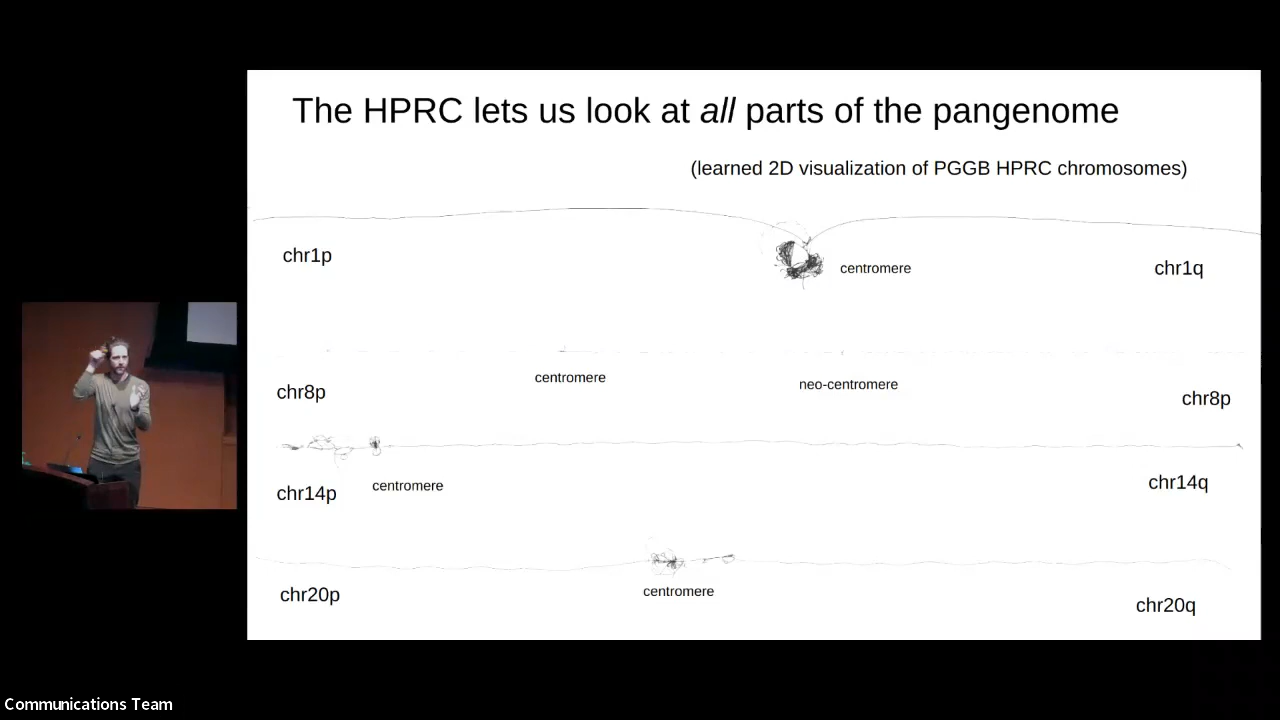 The HPRC lets us look at all parts of the pangenome
(learned 2D visualization of PGGB HPRC chromosomes)
chr1p
centromere
chr1q
centromere
neo-centromere
chr8p
chr8p
centromere
chr14p
chr14q
centromere
chr20p
chr20q
Communications Team